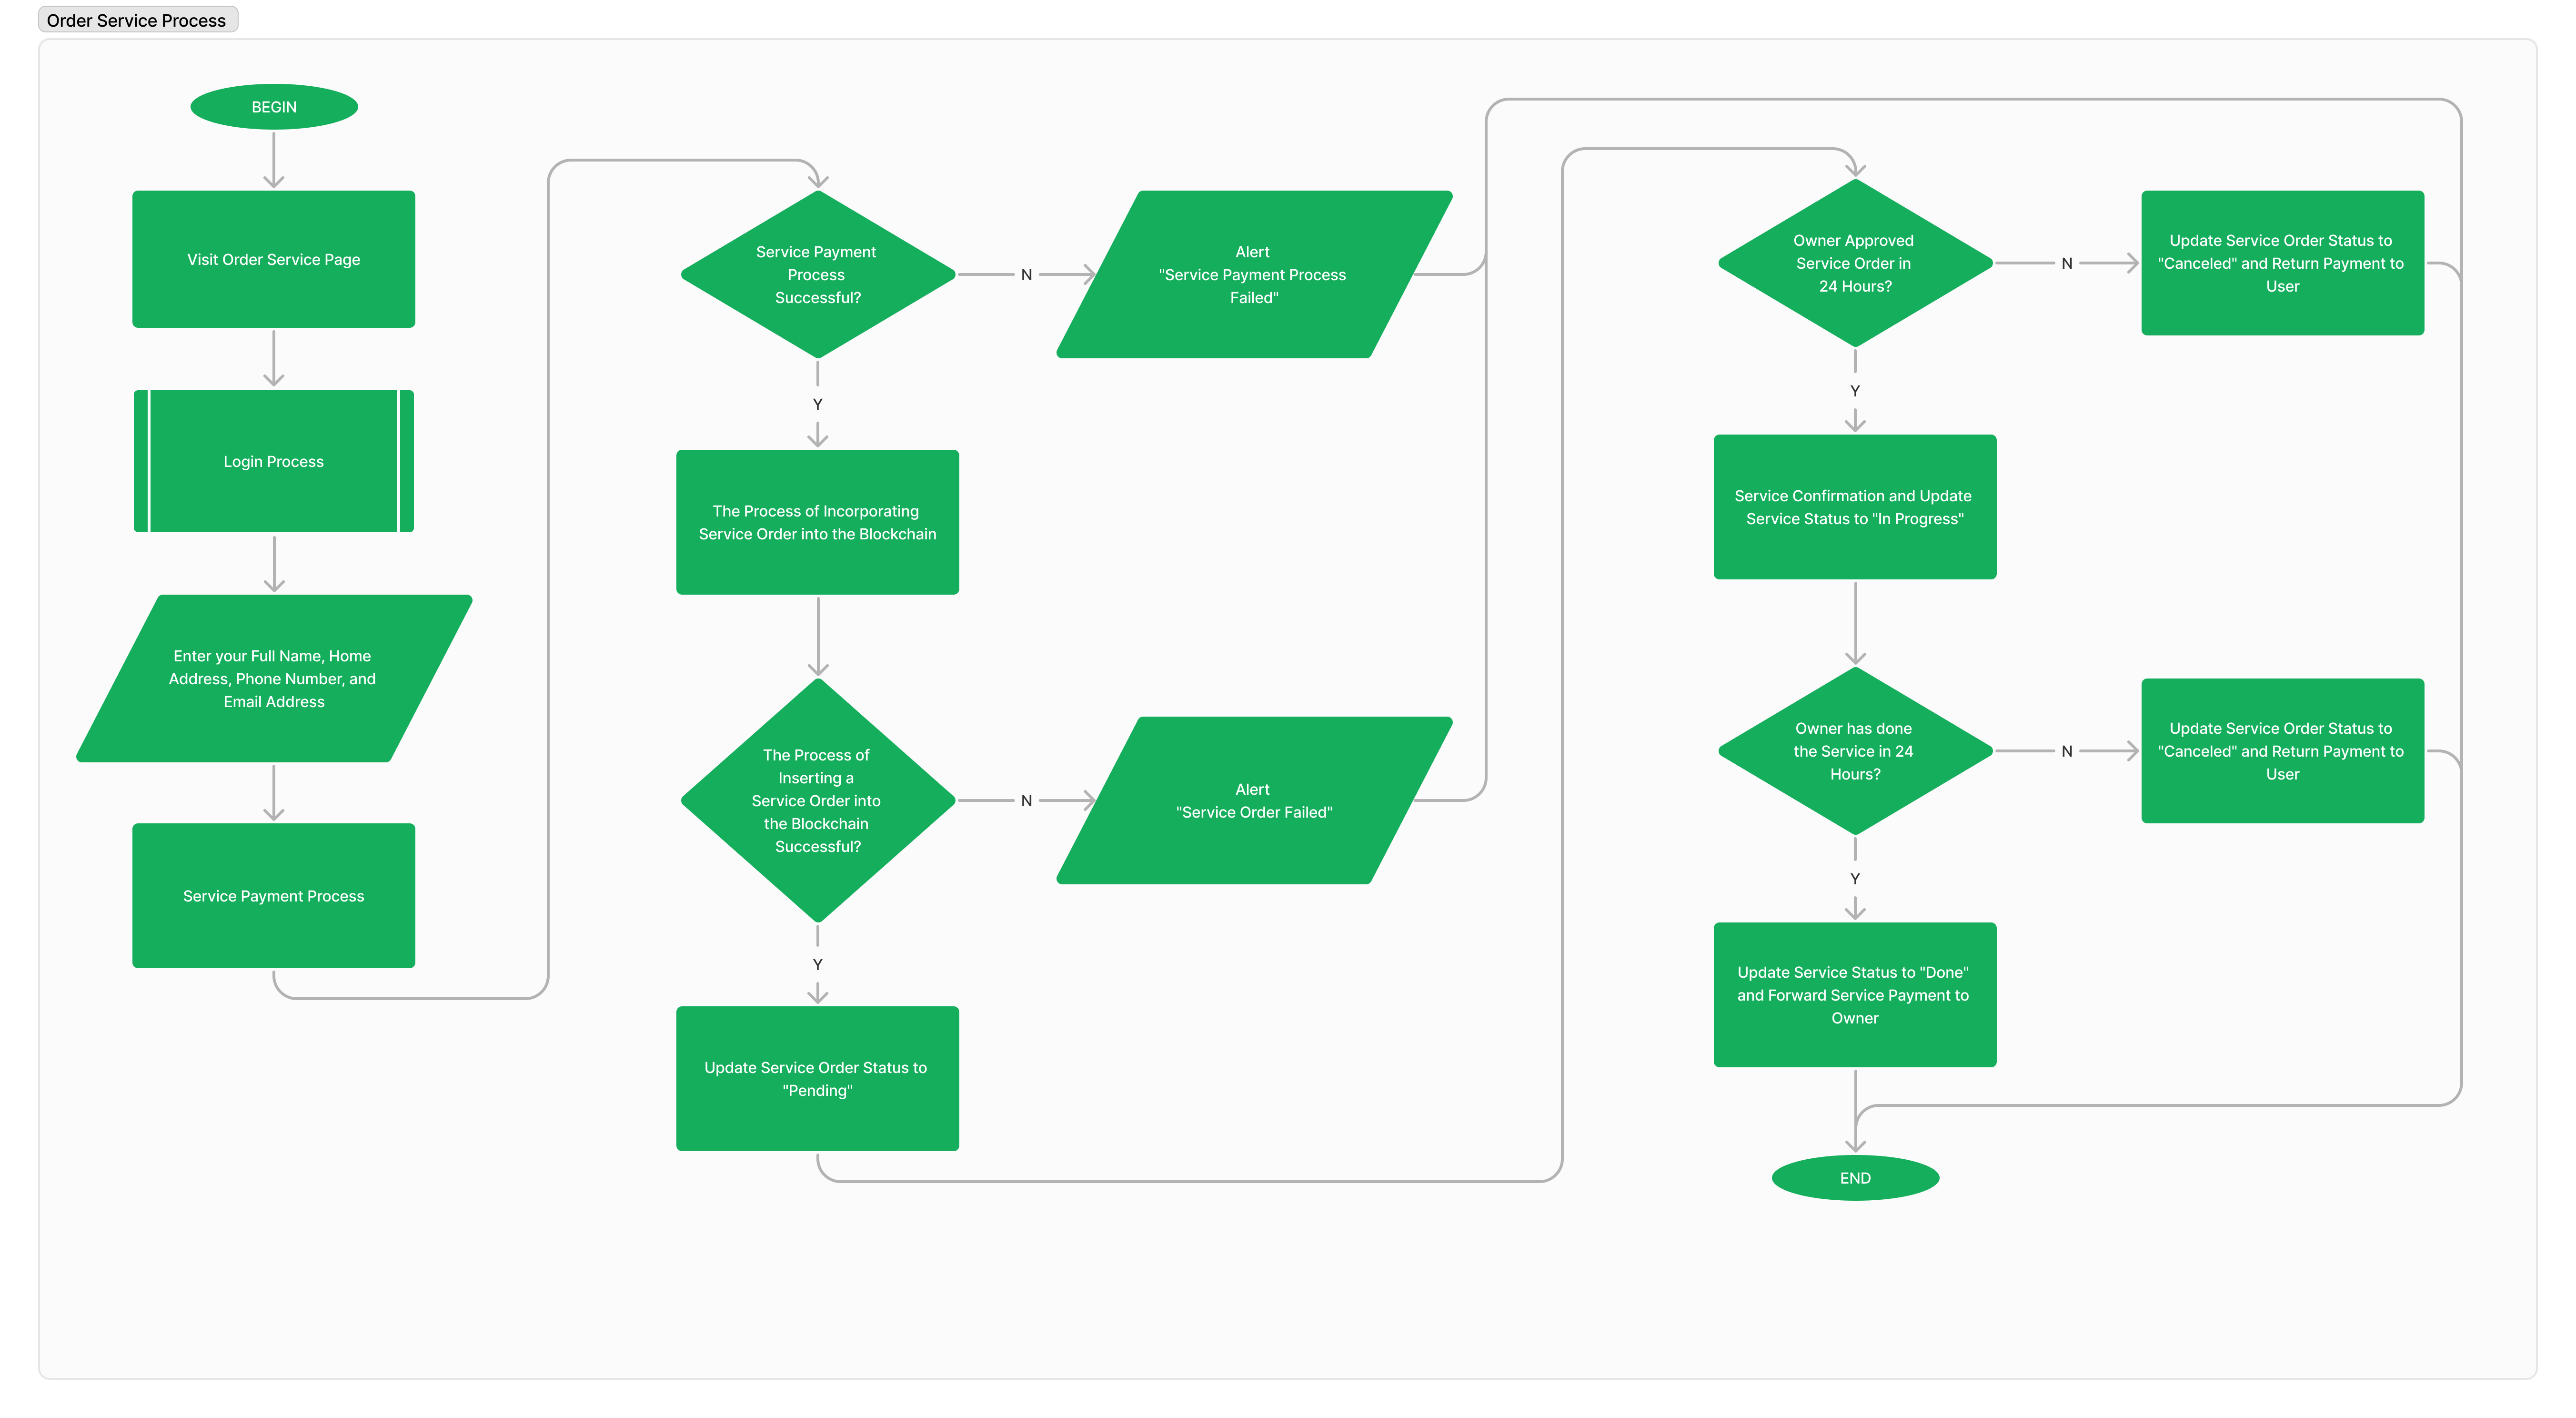 Order Service Process
BEGIN
Visit Order Service Page
Login Process
Enter your Full Name, Home
Address, Phone Number, and
Email Address
Service Payment Process
Service Payment
Process
Successful?
N
Alert
"Service Payment Process
Failed"
Y
The Process of Incorporating
Service Order into the Blockchain
The Process of
Inserting a
Service Order into
the Blockchain
Successful?
N
Alert
"Service Order Failed"
Y
Update Service Order Status to
"Pending"
Owner Approved
Service Order in
24 Hours?
N
Update Service Order Status to
"Canceled" and Return Payment to
User
Y
Service Confirmation and Update
Service Status to "In Progress"
Owner has done
the Service in 24
Hours?
N
Update Service Order Status to
"Canceled" and Return Payment to
User
Y
Update Service Status to "Done"
and Forward Service Payment to
Owner
END